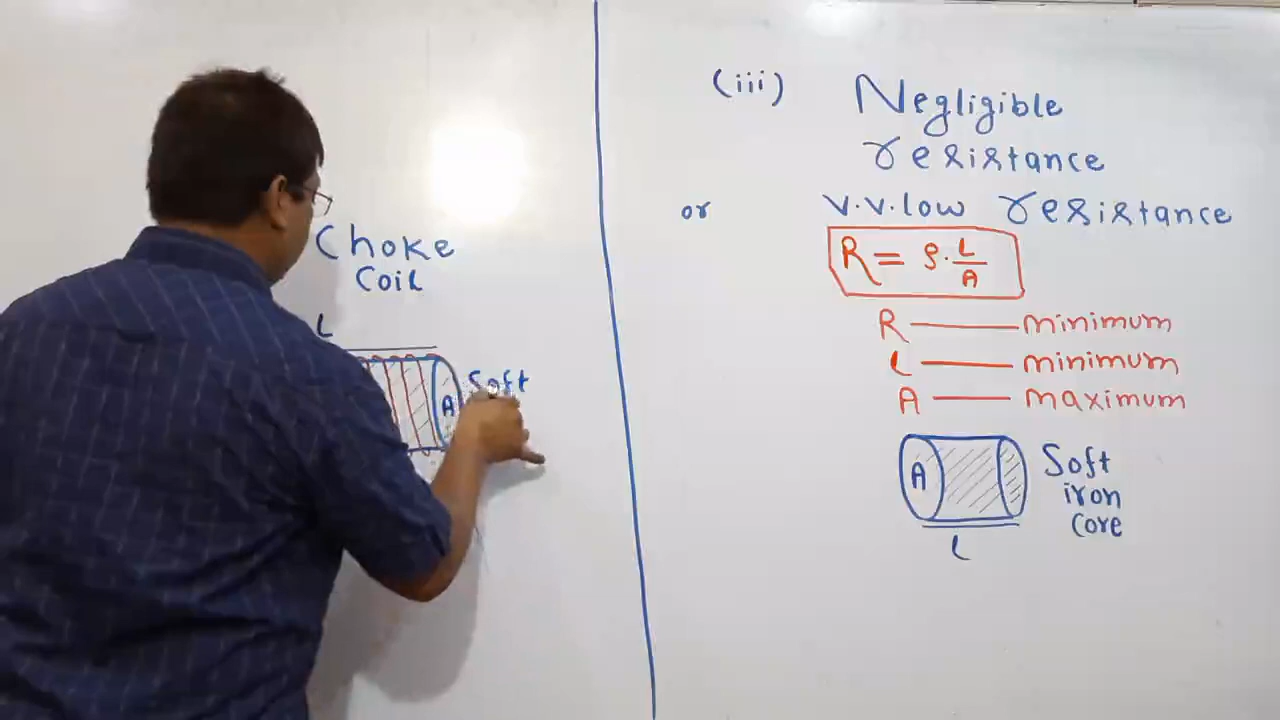 Choke
Coil
L
A
Soft
(iii) Negligible
resistance
or v.v.low resistance
R = ρ. L/A
R — minimum
L — minimum
A — maximum
A
Soft
iron
core
L